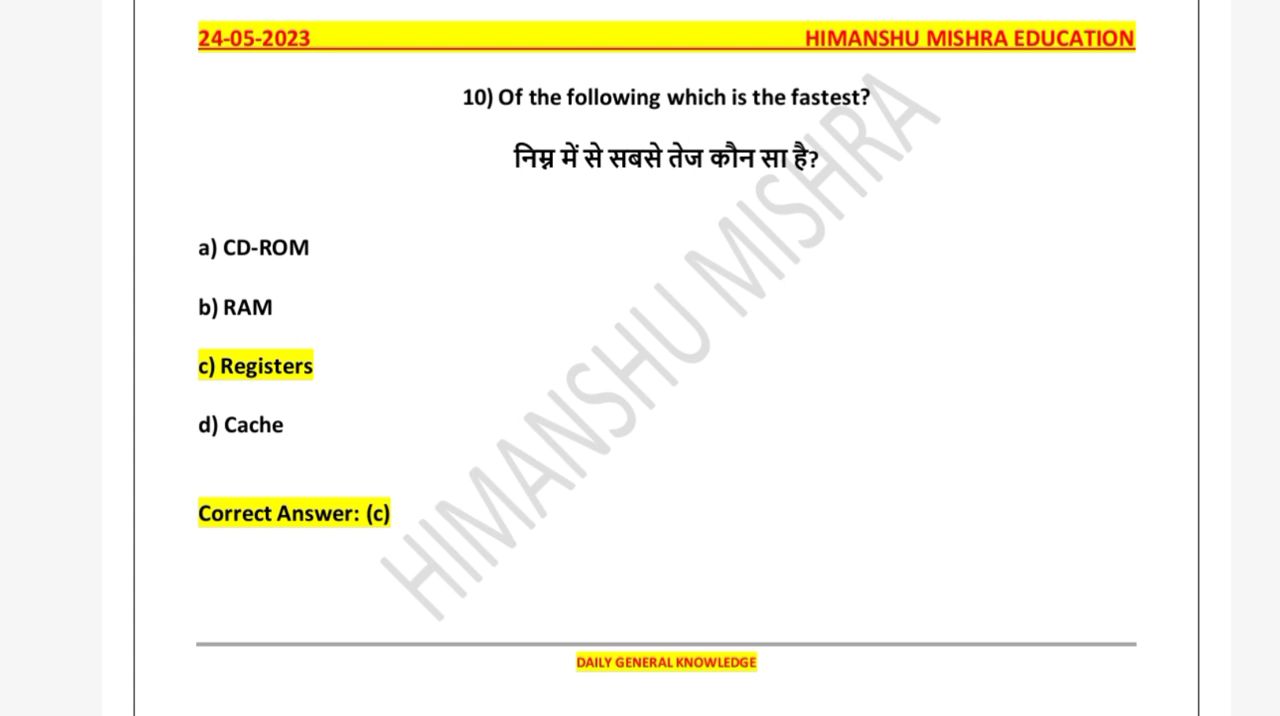 24-05-2023 HIMANSHU MISHRA EDUCATION
10) Of the following which is the fastest?
निम्न में से सबसे तेज कौन सा है?
a) CD-ROM
b) RAM
c) Registers
d) Cache
Correct Answer: (c)
HIMANSHU MISHRA
DAILY GENERAL KNOWLEDGE